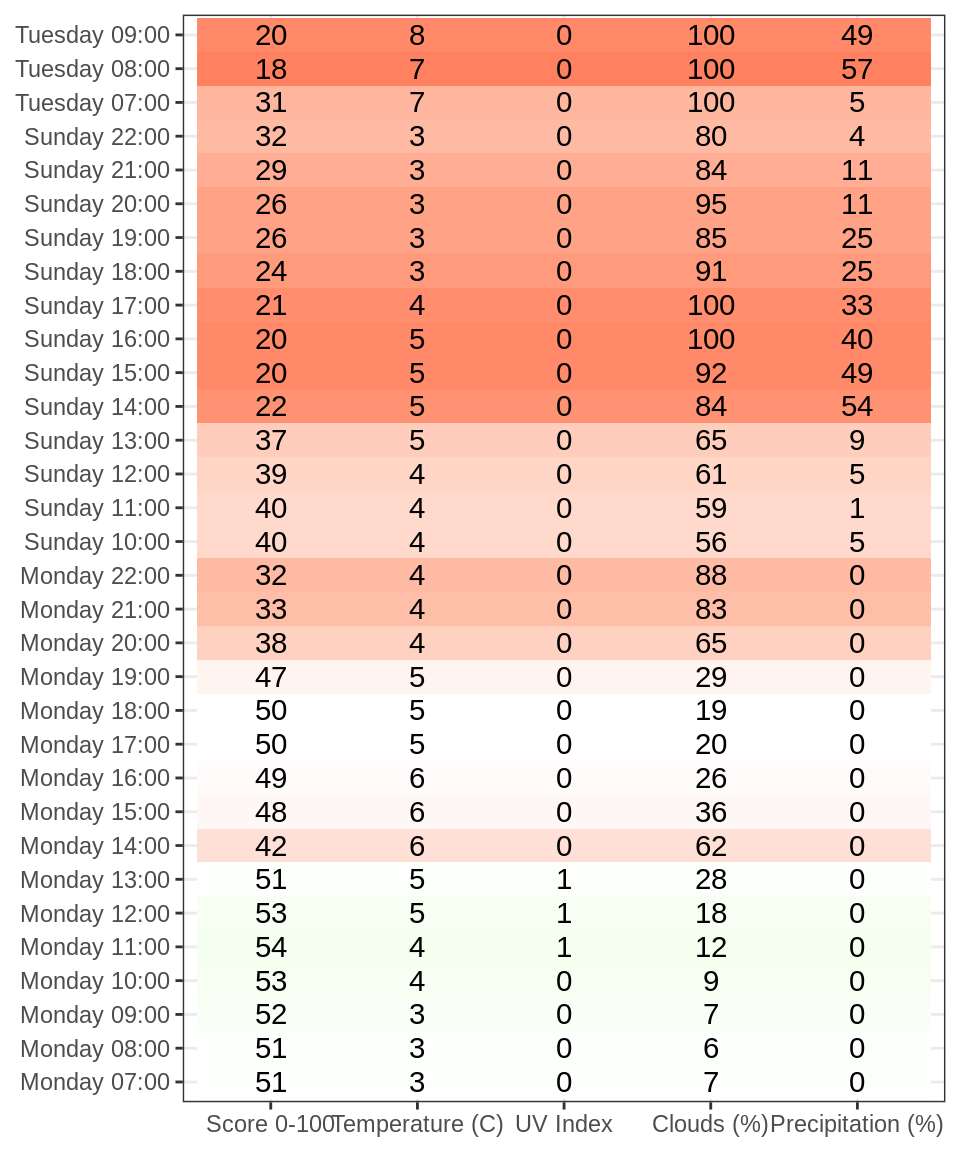 Tuesday 09:00 20 8 0 100 49
Tuesday 08:00 18 7 0 100 57
Tuesday 07:00 31 7 0 100 5
Sunday 22:00 32 3 0 80 4
Sunday 21:00 29 3 0 84 11
Sunday 20:00 26 3 0 95 11
Sunday 19:00 26 3 0 85 25
Sunday 18:00 24 3 0 91 25
Sunday 17:00 21 4 0 100 33
Sunday 16:00 20 5 0 100 40
Sunday 15:00 20 5 0 92 49
Sunday 14:00 22 5 0 84 54
Sunday 13:00 37 5 0 65 9
Sunday 12:00 39 4 0 61 5
Sunday 11:00 40 4 0 59 1
Sunday 10:00 40 4 0 56 5
Monday 22:00 32 4 0 88 0
Monday 21:00 33 4 0 83 0
Monday 20:00 38 4 0 65 0
Monday 19:00 47 5 0 29 0
Monday 18:00 50 5 0 19 0
Monday 17:00 50 5 0 20 0
Monday 16:00 49 6 0 26 0
Monday 15:00 48 6 0 36 0
Monday 14:00 42 6 0 62 0
Monday 13:00 51 5 1 28 0
Monday 12:00 53 5 1 18 0
Monday 11:00 54 4 1 12 0
Monday 10:00 53 4 0 9 0
Monday 09:00 52 3 0 7 0
Monday 08:00 51 3 0 6 0
Monday 07:00 51 3 0 7 0
Score 0-100 Temperature (C) UV Index Clouds (%) Precipitation (%)